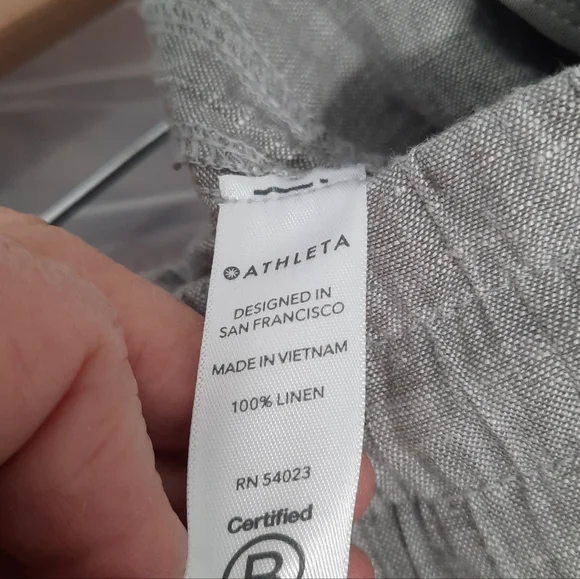 ATHLETA
DESIGNED IN
SAN FRANCISCO
MADE IN VIETNAM
100% LINEN
RN 54023
Certified
B